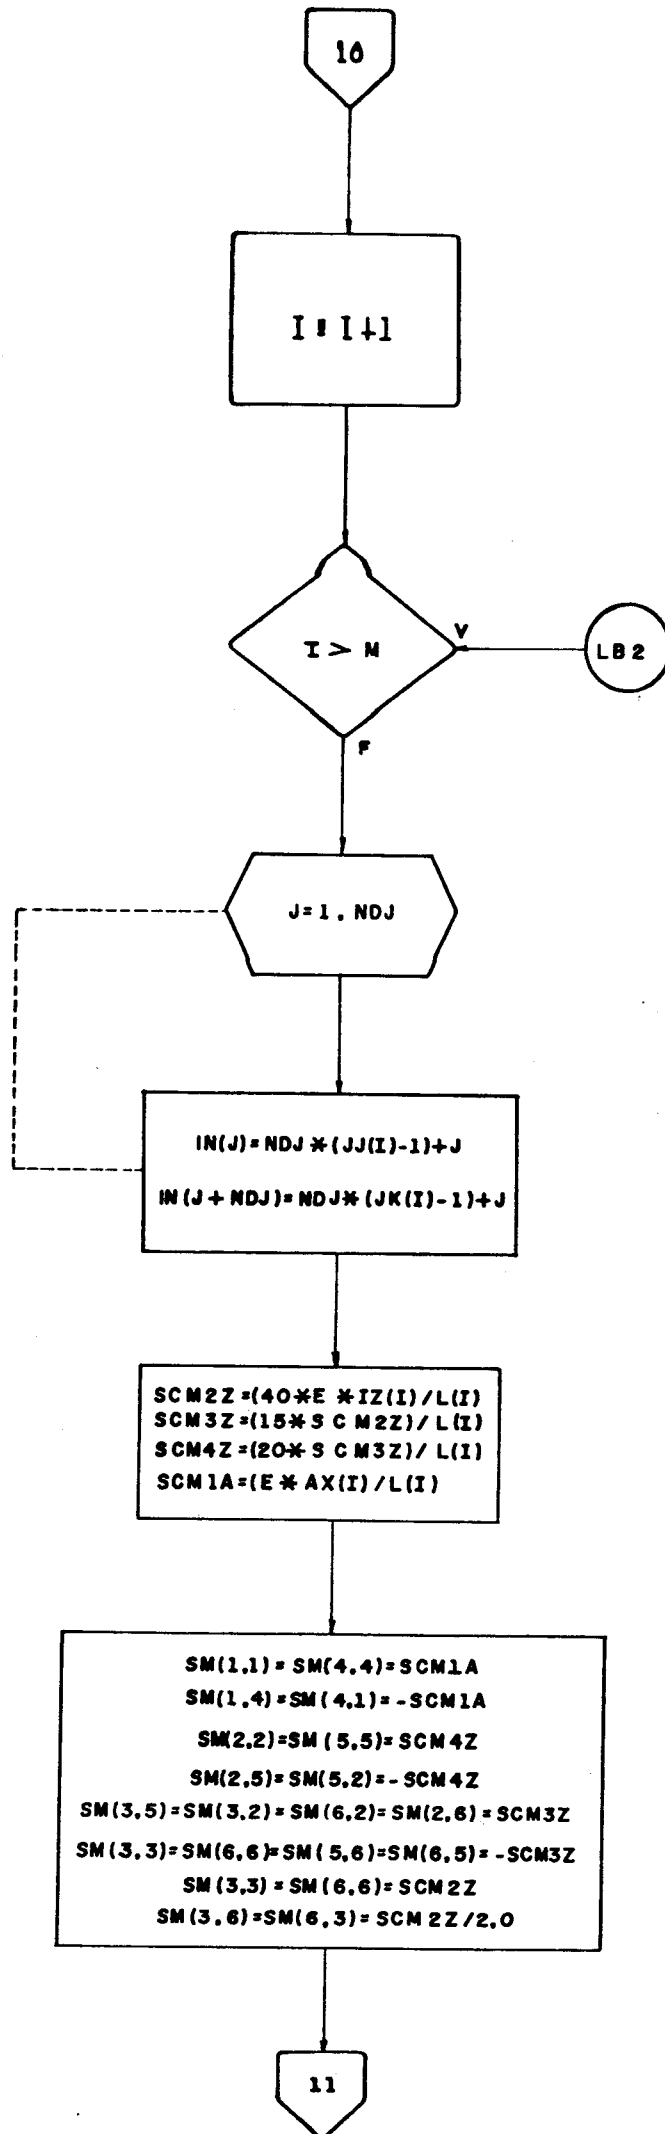 10
I = I+1
I > M
V
LB2
F
J=1, NDJ
IN(J)=NDJ*(JJ(I)-1)+J
IN(J+NDJ)=NDJ*(JK(I)-1)+J
SCM2Z=(40*E*IZ(I)/L(I)
SCM3Z=(15*SCM2Z)/L(I)
SCM4Z=(20*SCM3Z)/L(I)
SCM1A=(E*AX(I)/L(I)
SM(1,1)=SM(4,4)=SCM1A
SM(1,4)=SM(4,1)=-SCM1A
SM(2,2)=SM(5,5)=SCM4Z
SM(2,5)=SM(5,2)=-SCM4Z
SM(3,5)=SM(3,2)=SM(6,2)=SM(2,6)=SCM3Z
SM(3,3)=SM(6,6)=SM(5,6)=SM(6,5)=-SCM3Z
SM(3,3)=SM(6,6)=SCM2Z
SM(3,6)=SM(6,3)=SCM2Z/2,0
11